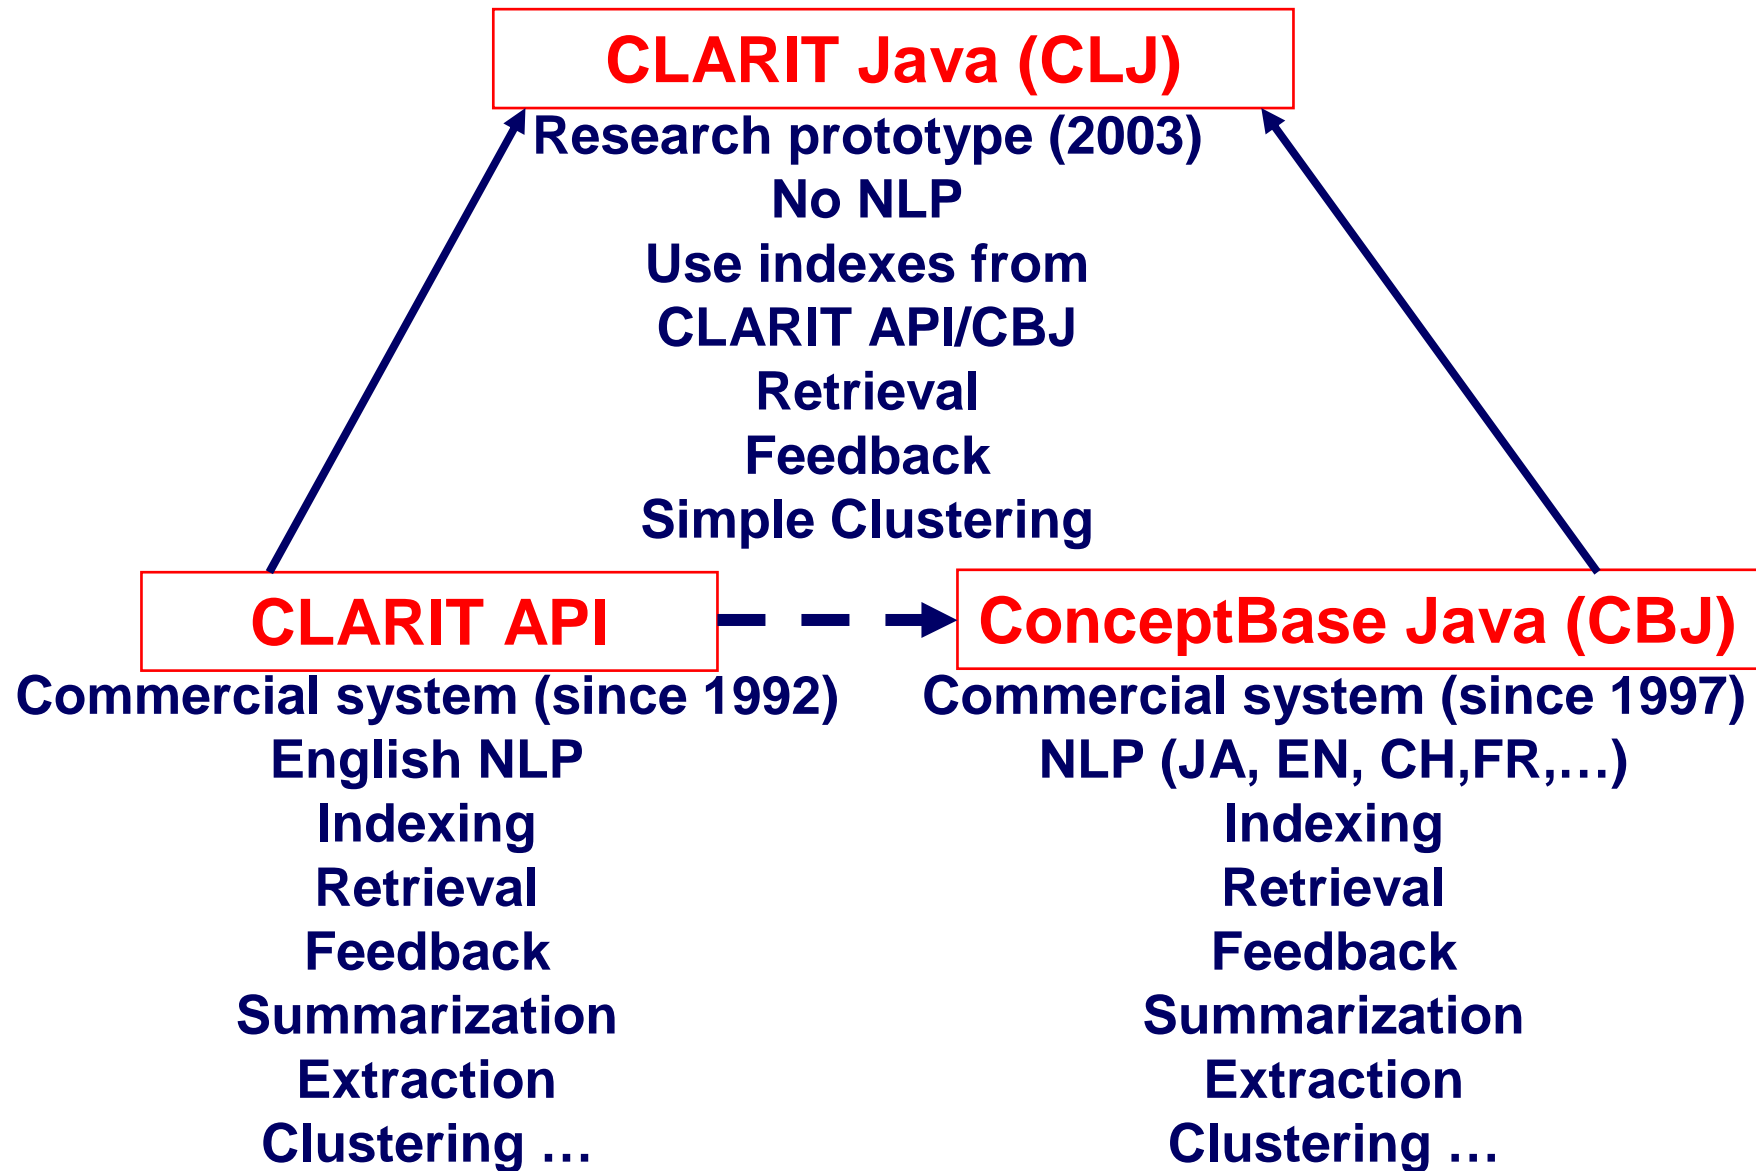 CLARIT Java (CLJ)
Research prototype (2003)
No NLP
Use indexes from
CLARIT API/CBJ
Retrieval
Feedback
Simple Clustering
CLARIT API
Commercial system (since 1992)
English NLP
Indexing
Retrieval
Feedback
Summarization
Extraction
Clustering …
ConceptBase Java (CBJ)
Commercial system (since 1997)
NLP (JA, EN, CH,FR,…)
Indexing
Retrieval
Feedback
Summarization
Extraction
Clustering …